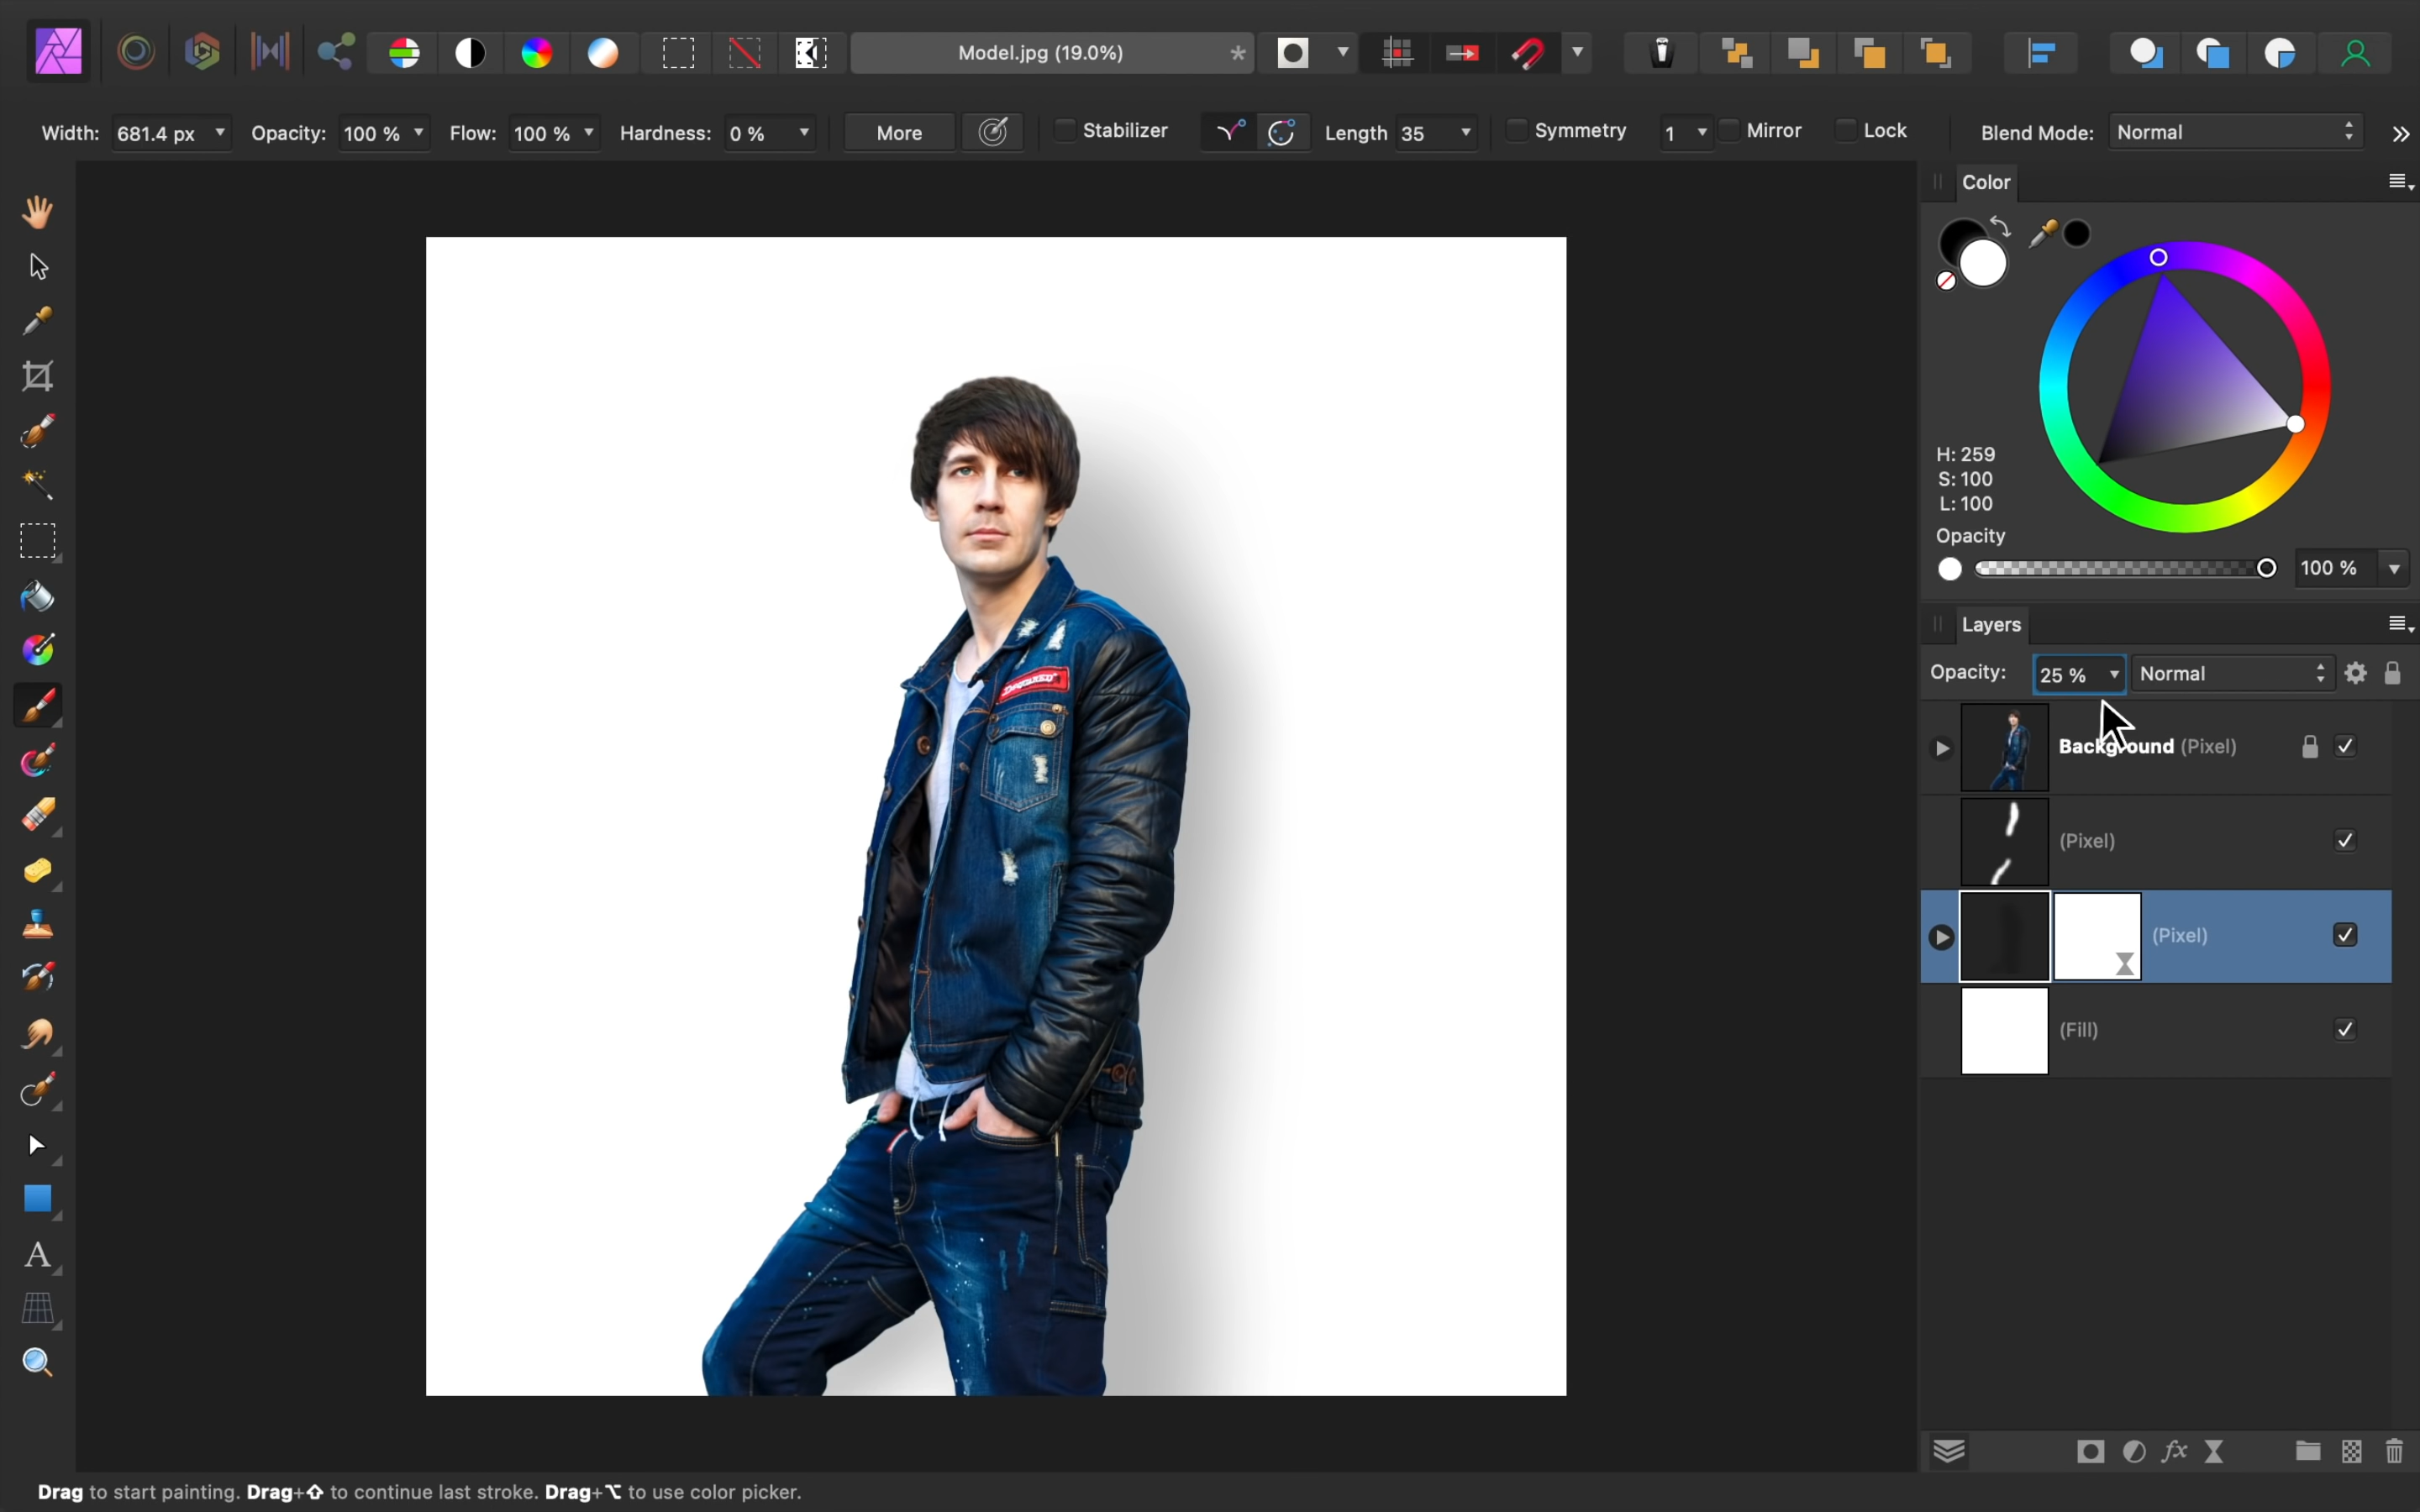 Model.jpg (19.0%) *
Width: 681.4 px Opacity: 100 % Flow: 100 % Hardness: 0 % More Stabilizer Length 35 Symmetry 1 Mirror Lock Blend Mode: Normal
Color
H: 259
S: 100
L: 100
Opacity
100 %
Layers
Opacity: 25 % Normal
Background (Pixel)
(Pixel)
(Pixel)
(Fill)
A
fx
Drag to start painting. Drag+⇧ to continue last stroke. Drag+⌥ to use color picker.